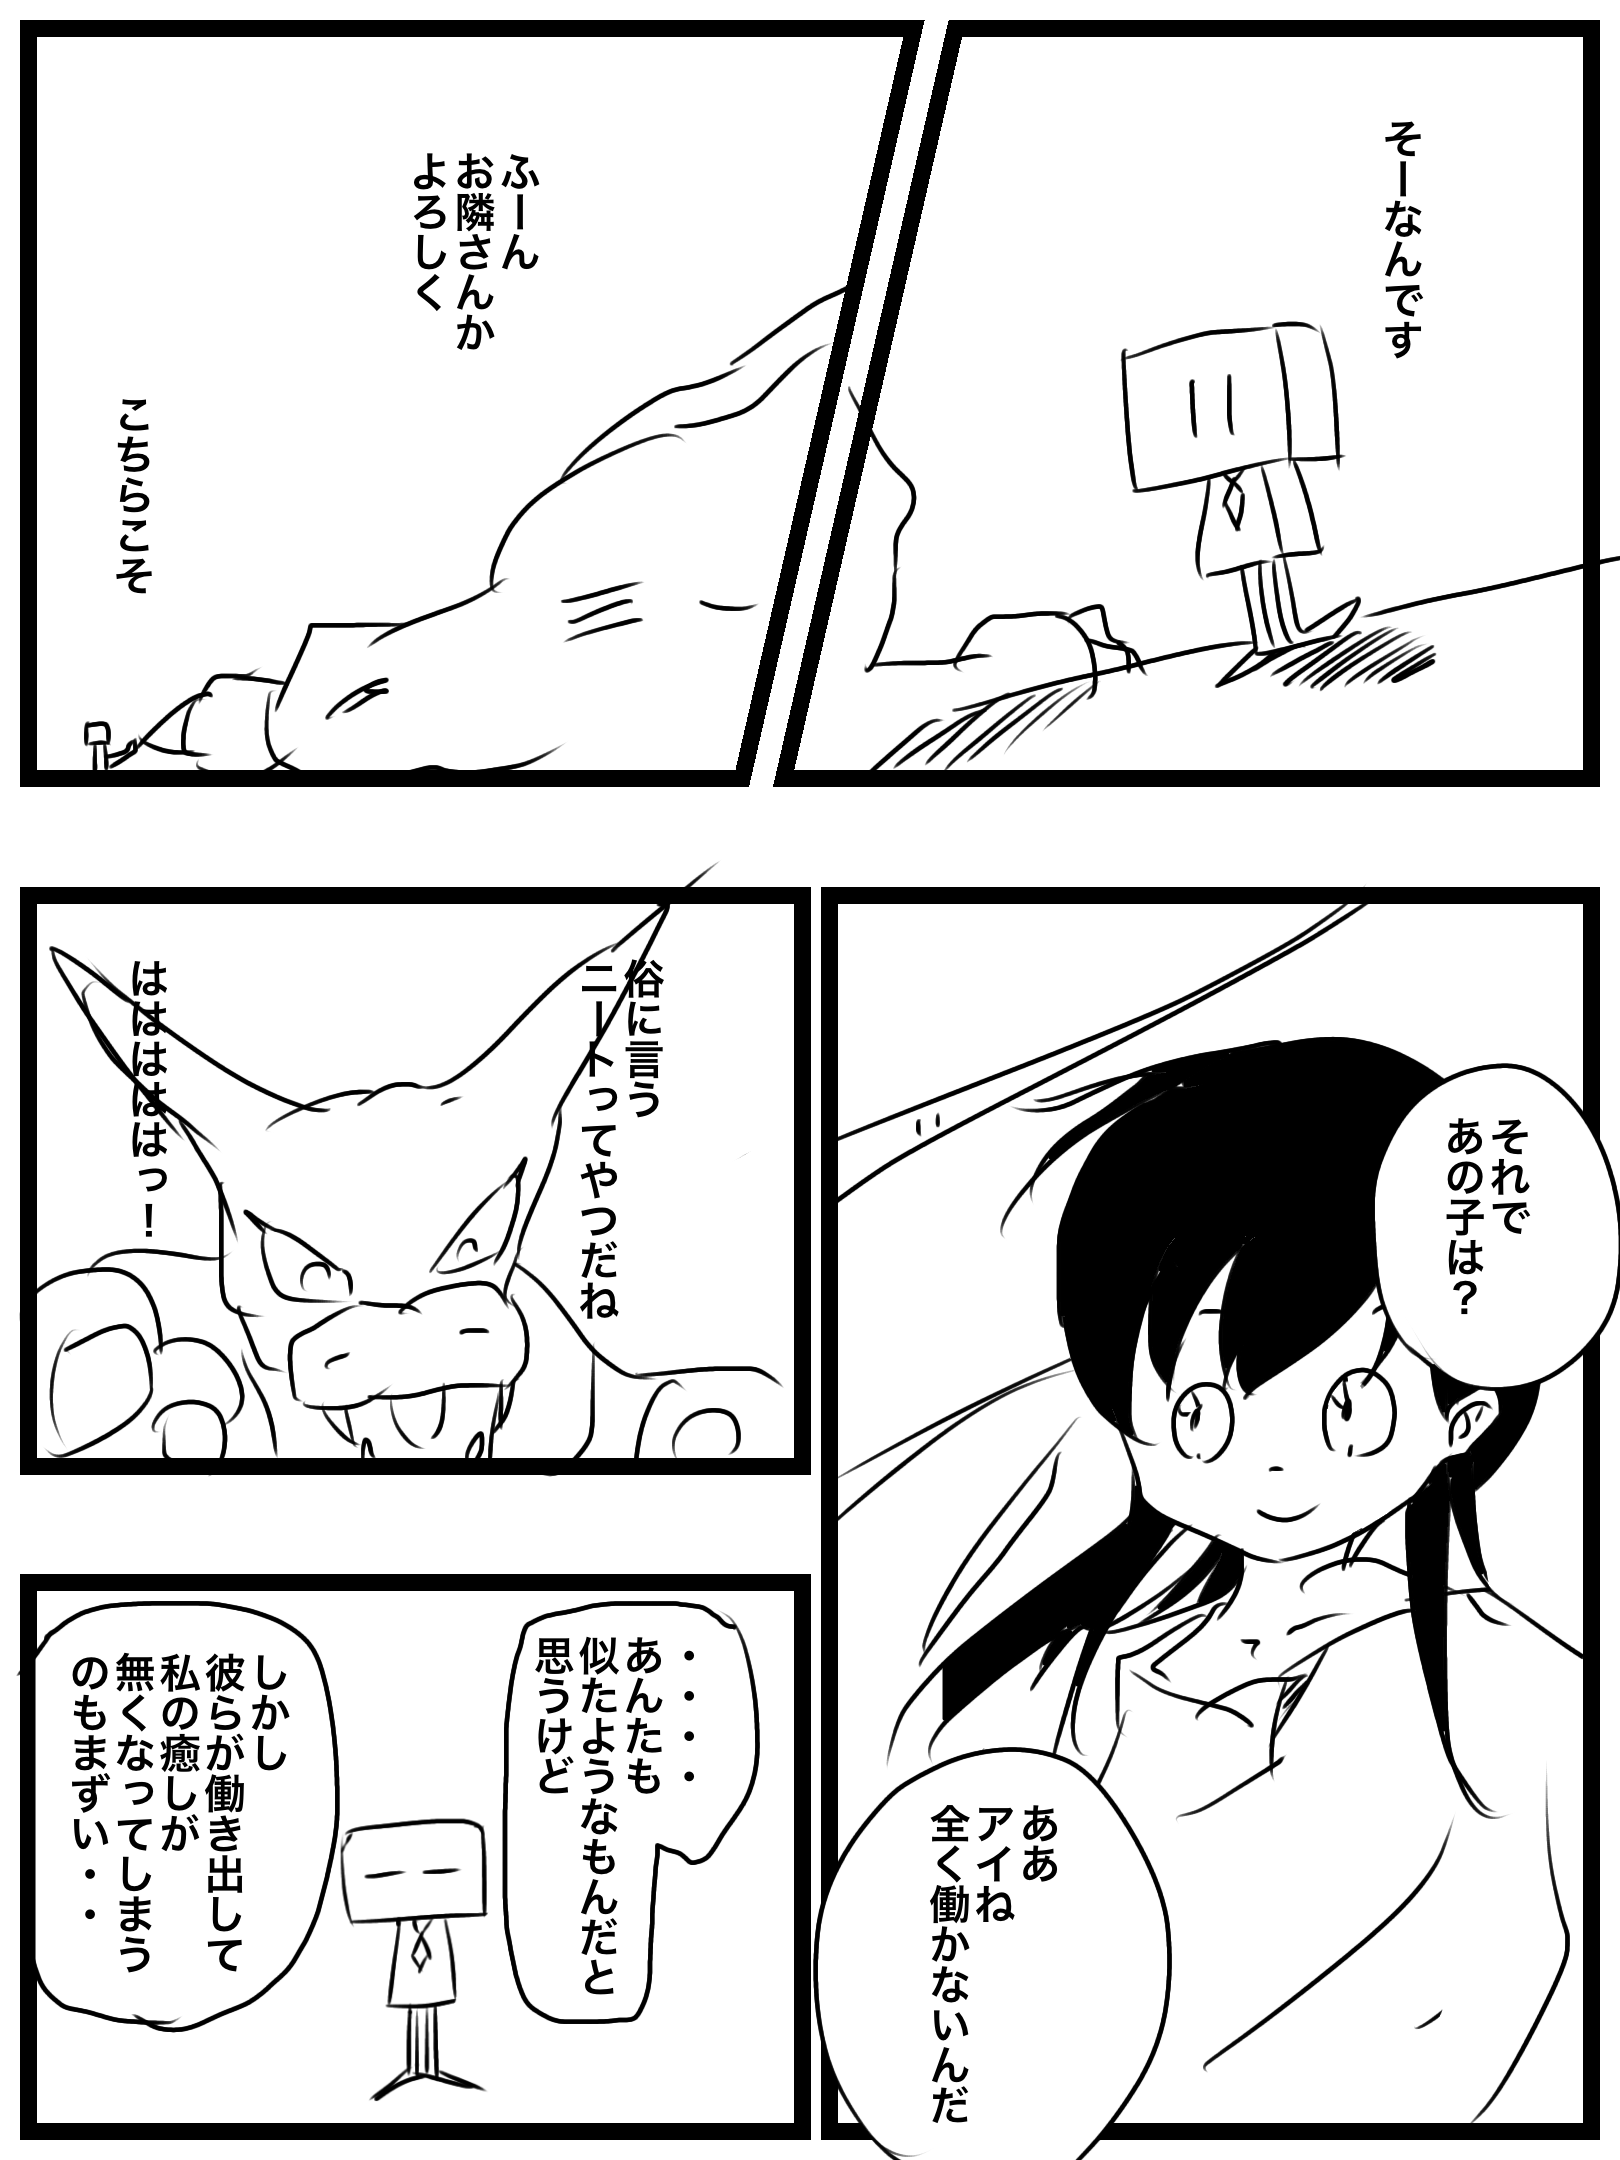 そーなんです
ふーん
お隣さんか
よろしく
こちらこそ
それで
あの子は？
ああ
アイね
全く働かないんだ
俗に言う
ニートってやつだね
はははははっ！
・・・・
あんたも
似たようなもんだと
思うけど
しかし
彼らが働き出して
私の癒しが
無くなってしまう
のもまずい・・